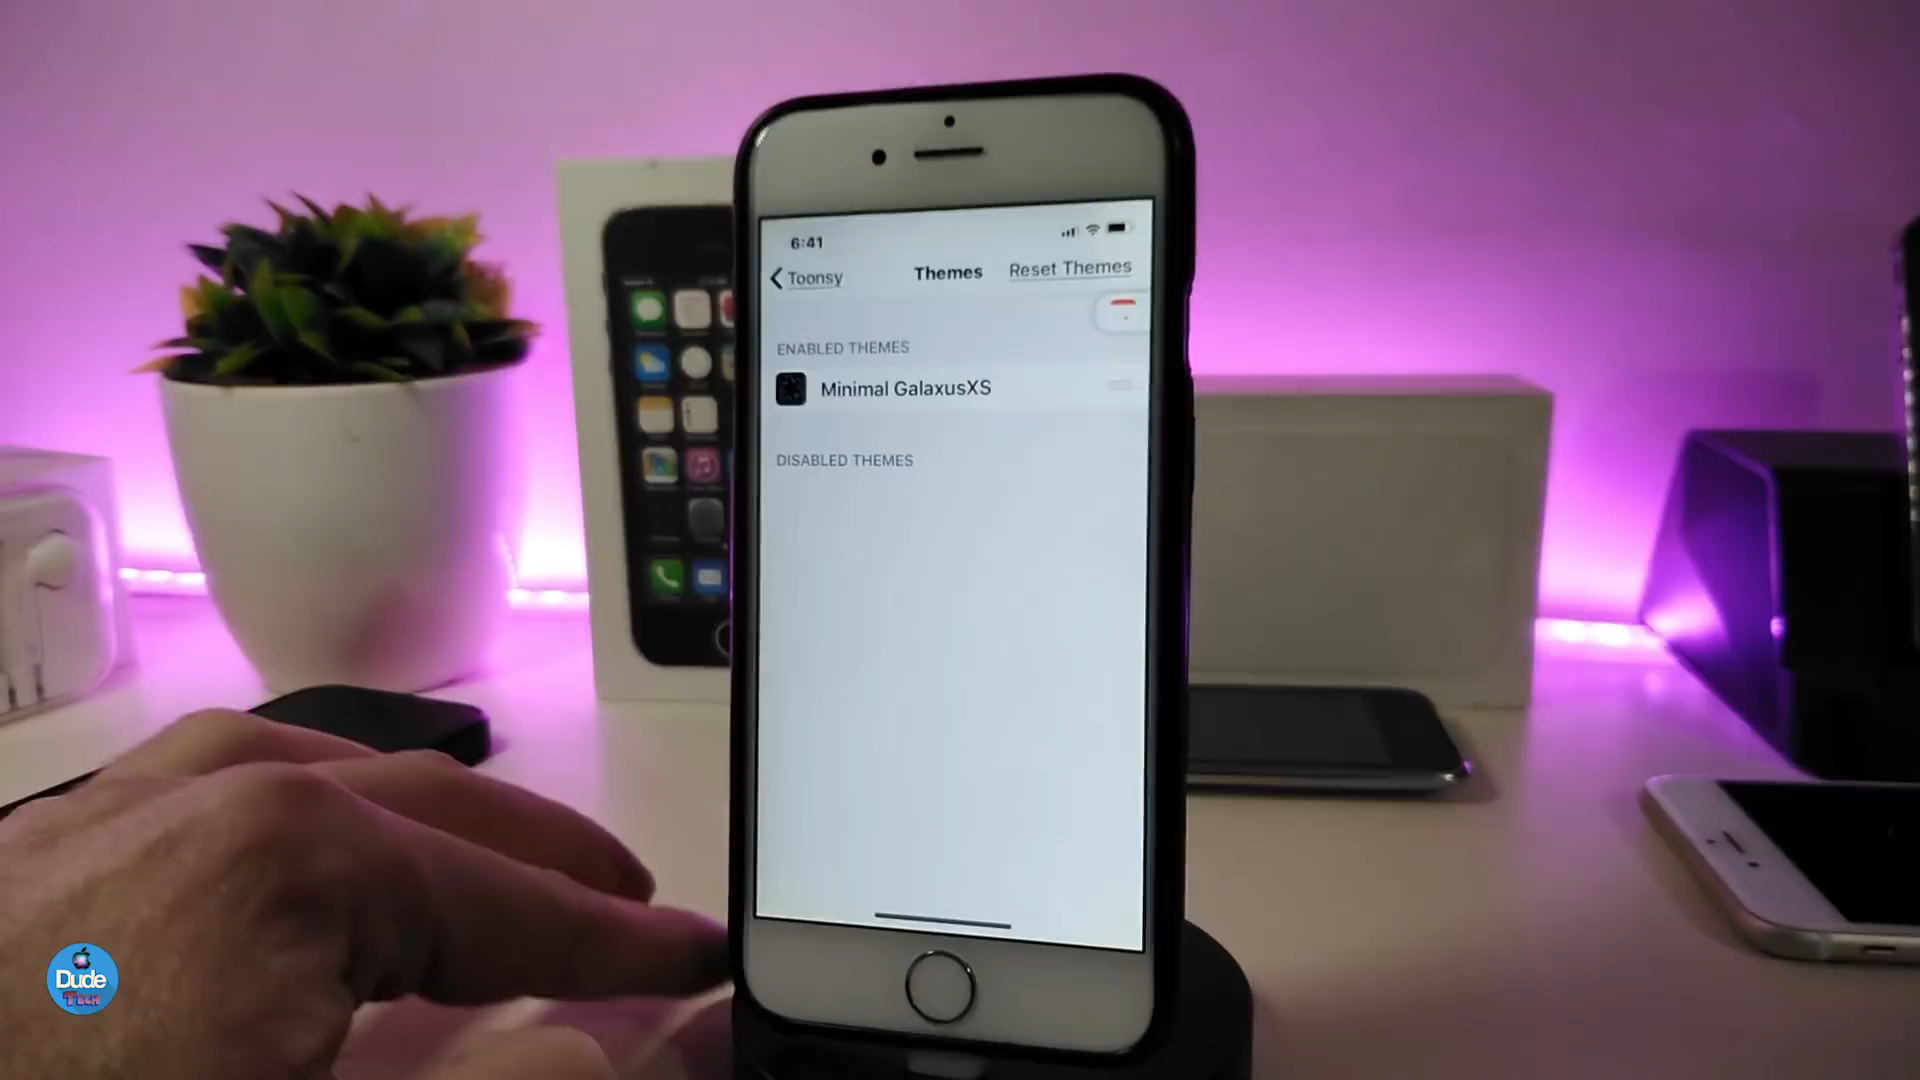 6:41
Toonsy
Themes
Reset Themes
ENABLED THEMES
Minimal GalaxusXS
DISABLED THEMES
Dude
TECH